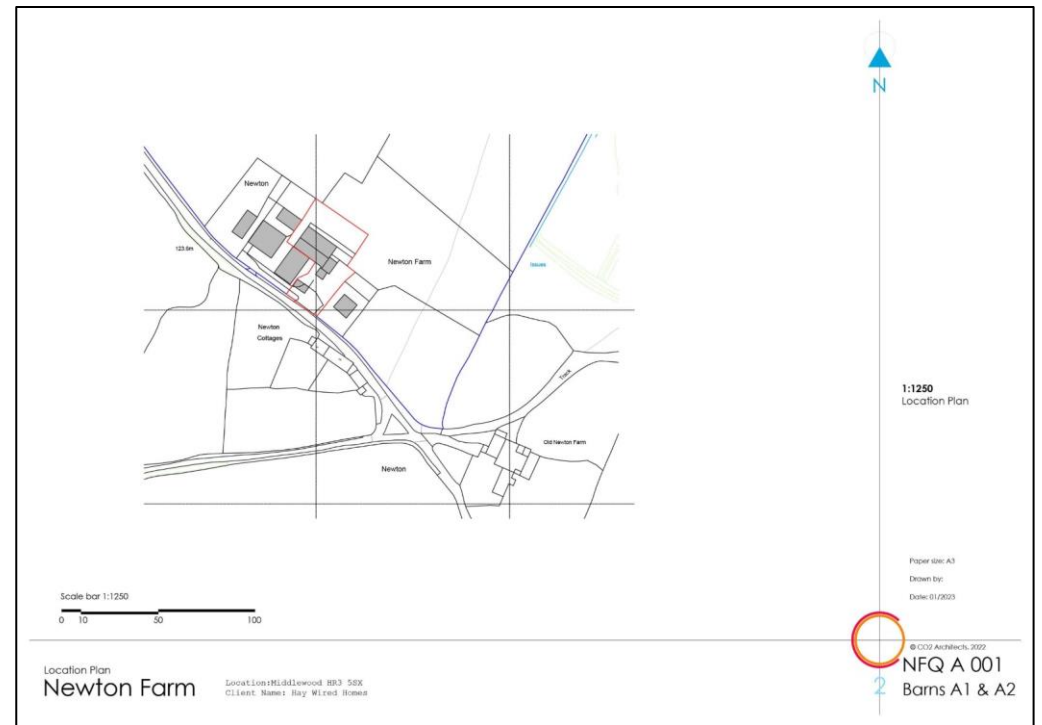 N
Newton
123.6m
Newton Farm
Issues
Newton
Cottages
Track
Old Newton Farm
Newton
1:1250
Location Plan
Paper size: A3
Drawn by:
Date: 01/2023
Scale bar 1:1250
0 10 50 100
© CO2 Architects, 2022
Location Plan
Newton Farm
Location:Middlewood HR3 5SX
Client Name: Hay Wired Homes
NFQ A 001
2
Barns A1 & A2